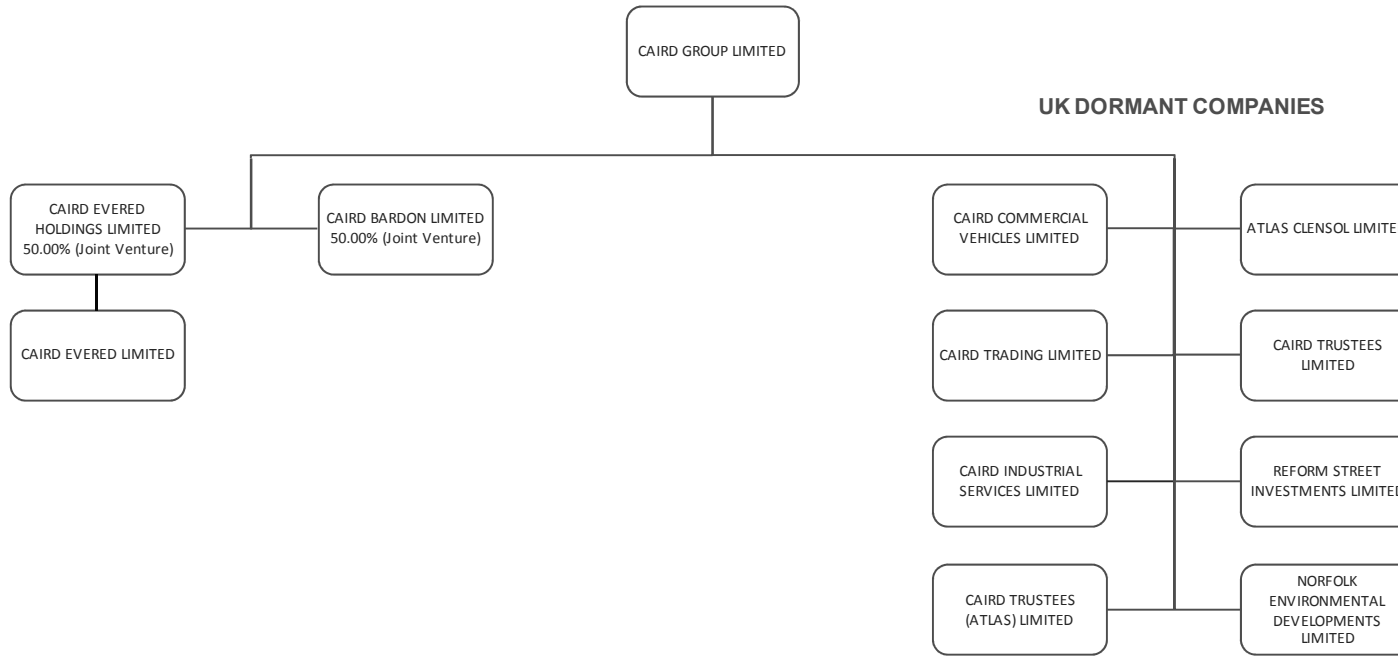 CAIRD GROUP LIMITED
UK DORMANT COMPANIES
CAIRD EVERED
HOLDINGS LIMITED
50.00% (Joint Venture)
CAIRD BARDON LIMITED
50.00% (Joint Venture)
CAIRD COMMERCIAL
VEHICLES LIMITED
ATLAS CLENSOL LIMITE
CAIRD EVERED LIMITED
CAIRD TRADING LIMITED
CAIRD TRUSTEES
LIMITED
CAIRD INDUSTRIAL
SERVICES LIMITED
REFORM STREET
INVESTMENTS LIMITED
CAIRD TRUSTEES
(ATLAS) LIMITED
NORFOLK
ENVIRONMENTAL
DEVELOPMENTS
LIMITED